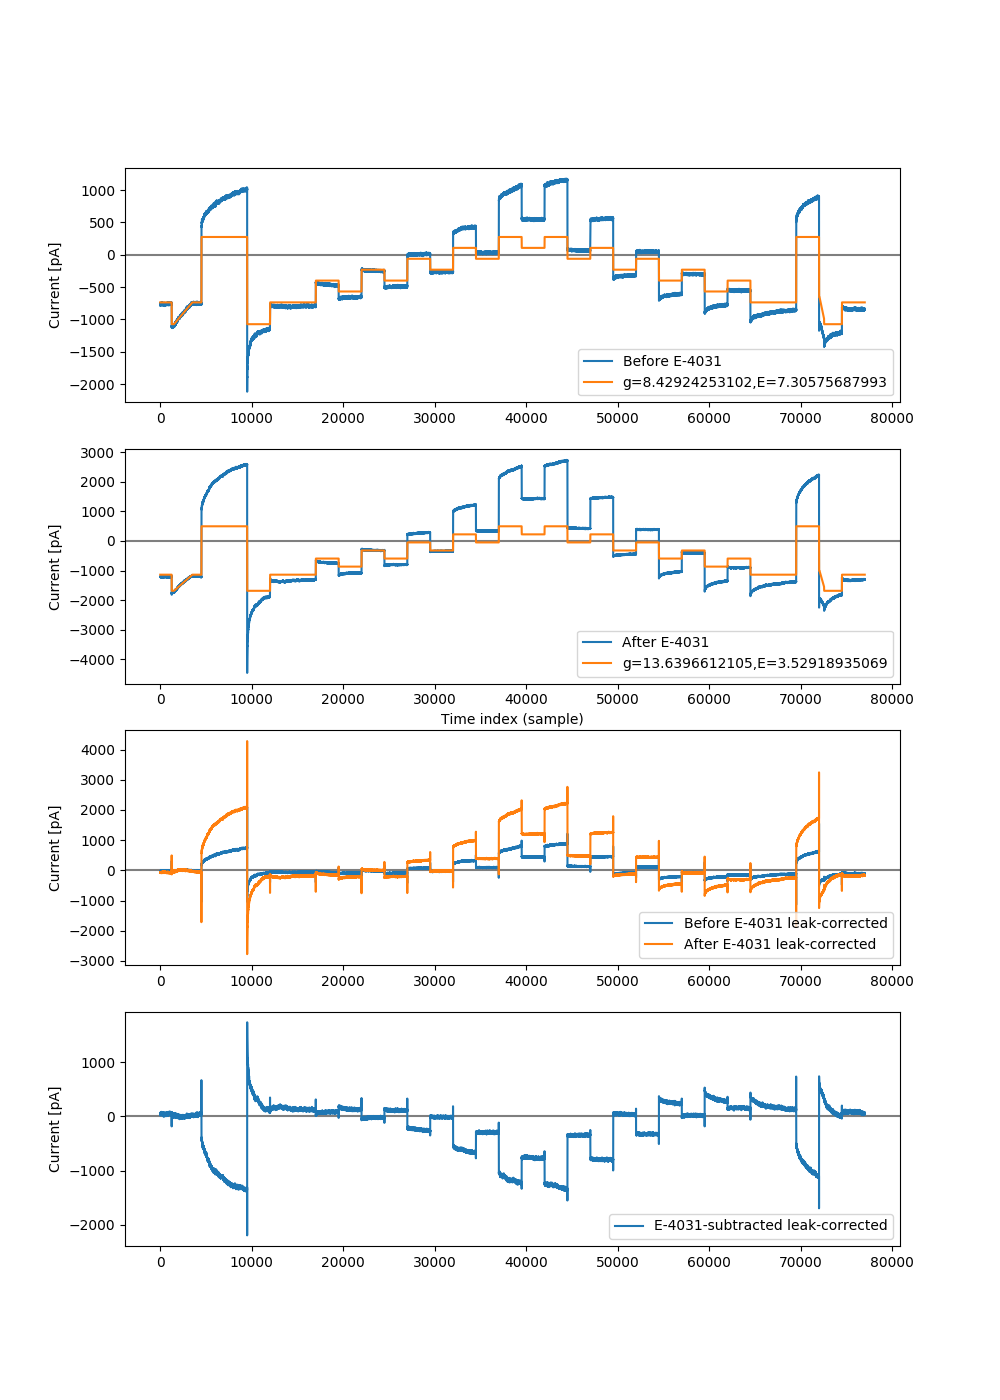 1000
500
0
−500
−1000
−1500
−2000
Current [pA]
Before E-4031
g=8.42924253102,E=7.30575687993
0 10000 20000 30000 40000 50000 60000 70000 80000
3000
2000
1000
0
−1000
−2000
−3000
−4000
Current [pA]
After E-4031
g=13.6396612105,E=3.52918935069
0 10000 20000 30000 40000 50000 60000 70000 80000
Time index (sample)
4000
3000
2000
1000
0
−1000
−2000
−3000
Current [pA]
Before E-4031 leak-corrected
After E-4031 leak-corrected
0 10000 20000 30000 40000 50000 60000 70000 80000
1000
0
−1000
−2000
Current [pA]
E-4031-subtracted leak-corrected
0 10000 20000 30000 40000 50000 60000 70000 80000